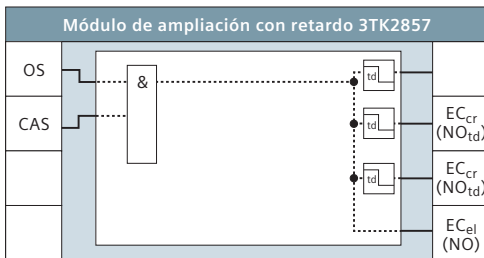 Módulo de ampliación con retardo 3TK2857
OS
&
td
CAS
td
ECcr
(NOtd)
td
ECcr
(NOtd)
ECel
(NO)